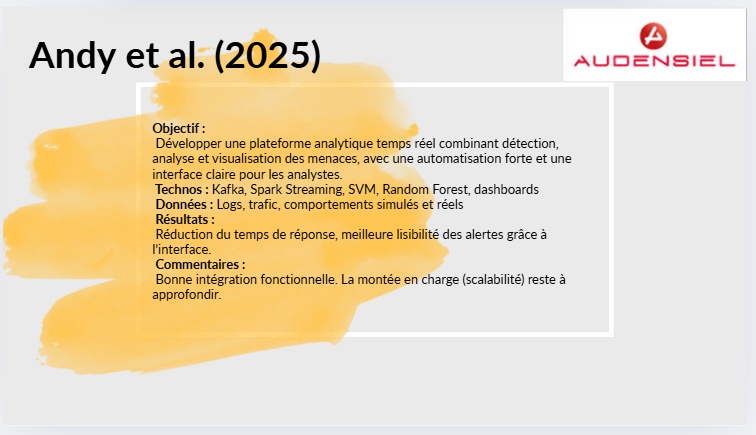 Andy et al. (2025)
AUDENSIEL
Objectif :
Développer une plateforme analytique temps réel combinant détection,
analyse et visualisation des menaces, avec une automatisation forte et une
interface claire pour les analystes.
Technos : Kafka, Spark Streaming, SVM, Random Forest, dashboards
Données : Logs, trafic, comportements simulés et réels
Résultats :
Réduction du temps de réponse, meilleure lisibilité des alertes grâce à
l'interface.
Commentaires :
Bonne intégration fonctionnelle. La montée en charge (scalabilité) reste à
approfondir.